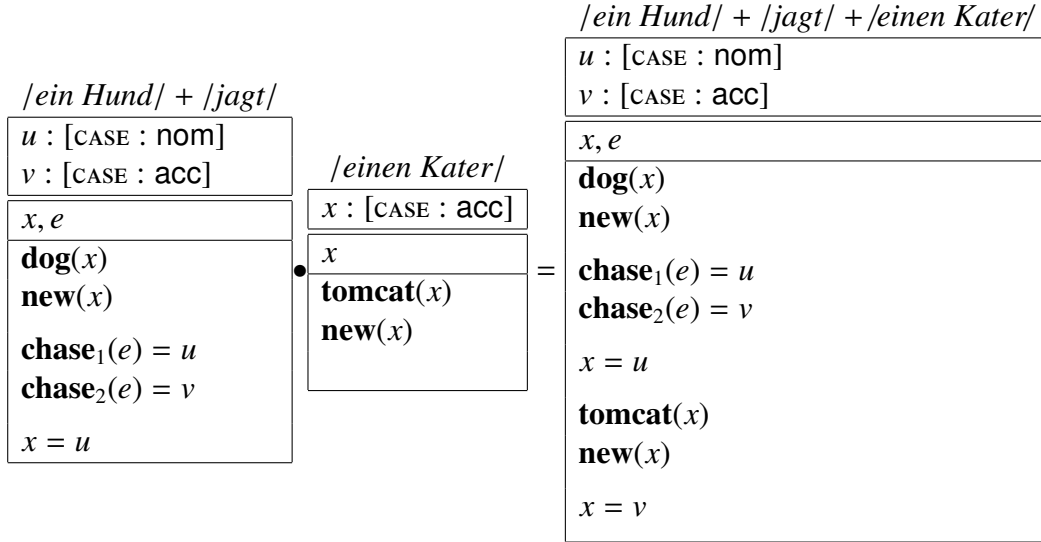 /ein Hund/ + /jagt/
u : [CASE : nom]
v : [CASE : acc]
x, e
dog(x)
new(x)
chase₁(e) = u
chase₂(e) = v
x = u
•
/einen Kater/
x : [CASE : acc]
x
tomcat(x)
new(x)
=
/ein Hund/ + /jagt/ +/einen Kater/
u : [CASE : nom]
v : [CASE : acc]
x, e
dog(x)
new(x)
chase₁(e) = u
chase₂(e) = v
x = u
tomcat(x)
new(x)
x = v